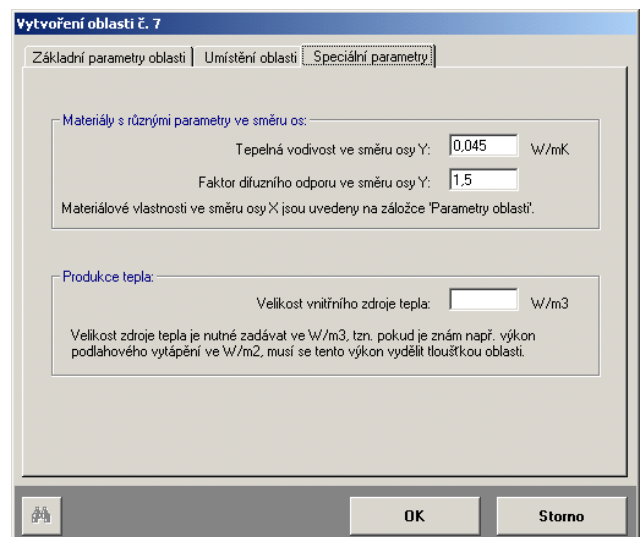 Vytvoření oblasti č. 7
Základní parametry oblasti Umístění oblasti Speciální parametry
Materiály s různými parametry ve směru os:
Tepelná vodivost ve směru osy Y: 0,045 W/mK
Faktor difuzního odporu ve směru osy Y: 1,5
Materiálové vlastnosti ve směru osy X jsou uvedeny na záložce 'Parametry oblasti'.
Produkce tepla:
Velikost vnitřního zdroje tepla: W/m3
Velikost zdroje tepla je nutné zadávat ve W/m3, tzn. pokud je znám např. výkon
podlahového vytápění ve W/m2, musí se tento výkon vydělit tloušťkou oblasti.
OK Storno